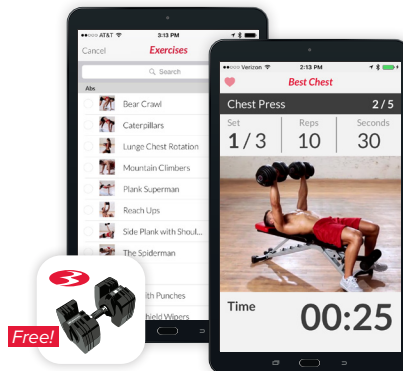 AT&T 3:13 PM
Cancel Exercises
Search
Abs
Bear Crawl
Caterpillars
Lunge Chest Rotation
Mountain Climbers
Plank Superman
Reach Ups
Side Plank with Shoul...
The Spiderman
ith Punches
hield Wipers
Free!
Verizon 2:13 PM
Best Chest
Chest Press 2 / 5
Set Reps Seconds
1 / 3 10 30
Time 00:25